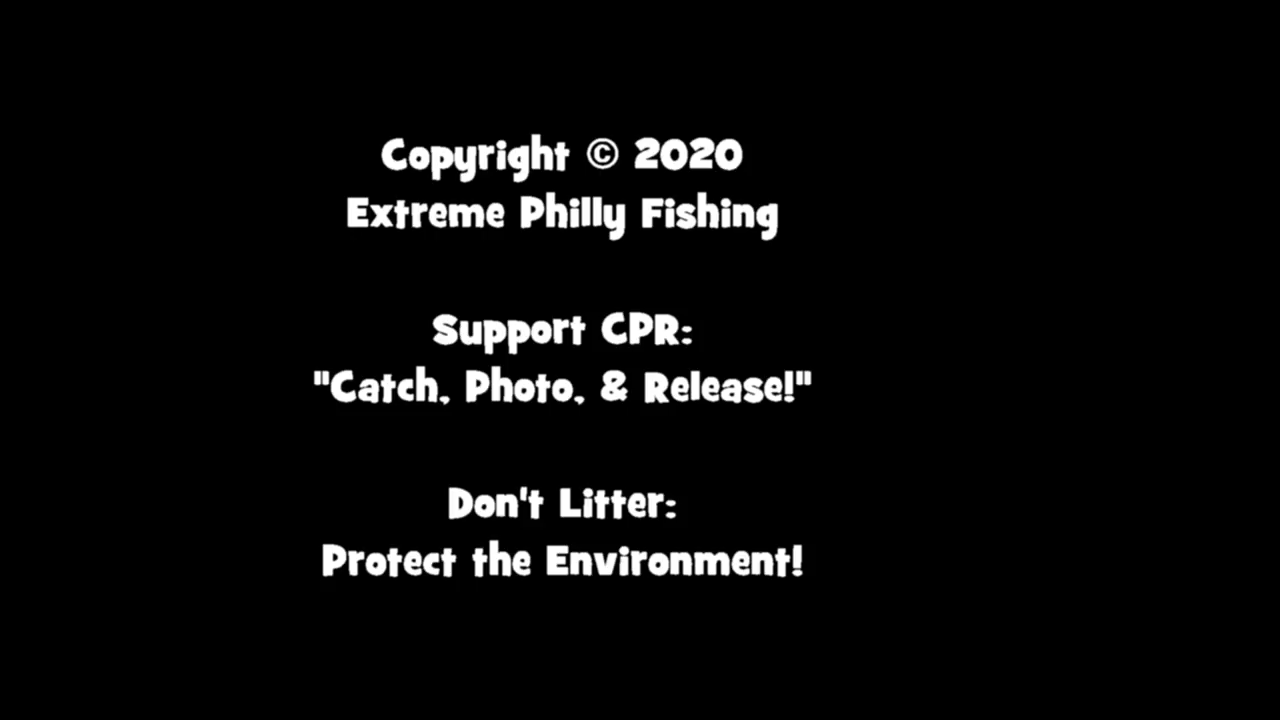 Copyright © 2020
Extreme Philly Fishing
Support CPR:
"Catch, Photo, & Release!"
Don't Litter:
Protect the Environment!